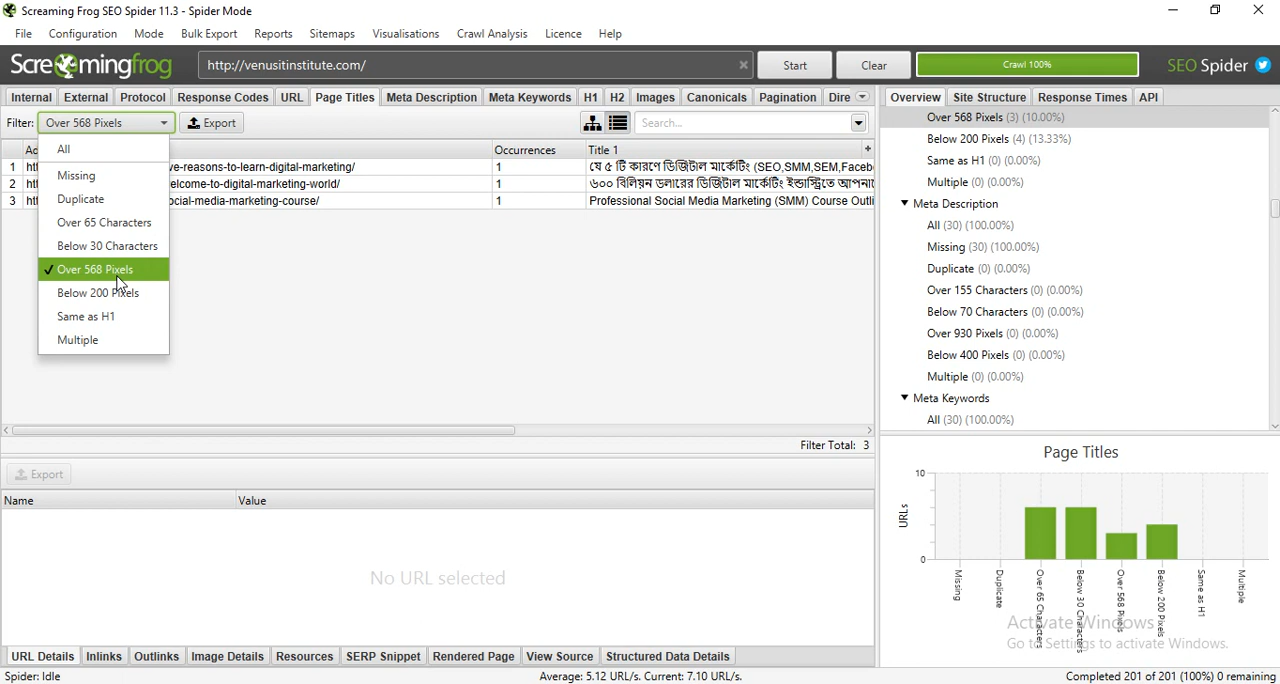 Screaming Frog SEO Spider 11.3 - Spider Mode
File Configuration Mode Bulk Export Reports Sitemaps Visualisations Crawl Analysis Licence Help
Screamingfrog http://venusitinstitute.com/ Start Clear Crawl 100% SEO Spider
Internal External Protocol Response Codes URL Page Titles Meta Description Meta Keywords H1 H2 Images Canonicals Pagination Dire
Filter: Over 568 Pixels Export Search...
Occurrences Title 1 +
1 ve-reasons-to-learn-digital-marketing/ 1 যে ৫ টি কারণে ডিজিটাল মার্কেটিং (SEO,SMM,SEM,Faceb
2 elcome-to-digital-marketing-world/ 1 ৬০০ বিলিয়ন ডলারের ডিজিটাল মার্কেটিং ইন্ডাস্ট্রিতে আপনা
3 ocial-media-marketing-course/ 1 Professional Social Media Marketing (SMM) Course Outli
All
Missing
Duplicate
Over 65 Characters
Below 30 Characters
✓ Over 568 Pixels
Below 200 Pixels
Same as H1
Multiple
Filter Total: 3
Export
Name Value
No URL selected
URL Details Inlinks Outlinks Image Details Resources SERP Snippet Rendered Page View Source Structured Data Details
Overview Site Structure Response Times API
Over 568 Pixels (3) (10.00%)
Below 200 Pixels (4) (13.33%)
Same as H1 (0) (0.00%)
Multiple (0) (0.00%)
Meta Description
All (30) (100.00%)
Missing (30) (100.00%)
Duplicate (0) (0.00%)
Over 155 Characters (0) (0.00%)
Below 70 Characters (0) (0.00%)
Over 930 Pixels (0) (0.00%)
Below 400 Pixels (0) (0.00%)
Multiple (0) (0.00%)
Meta Keywords
All (30) (100.00%)
Page Titles
10
URLs
0
Missing
Duplicate
Over 65 Characters
Below 30 Characters
Over 568 Pixels
Below 200 Pixels
Same as H1
Multiple
Activate Windows
Go to Settings to activate Windows.
Spider: Idle Average: 5.12 URL/s. Current: 7.10 URL/s. Completed 201 of 201 (100%) 0 remaining